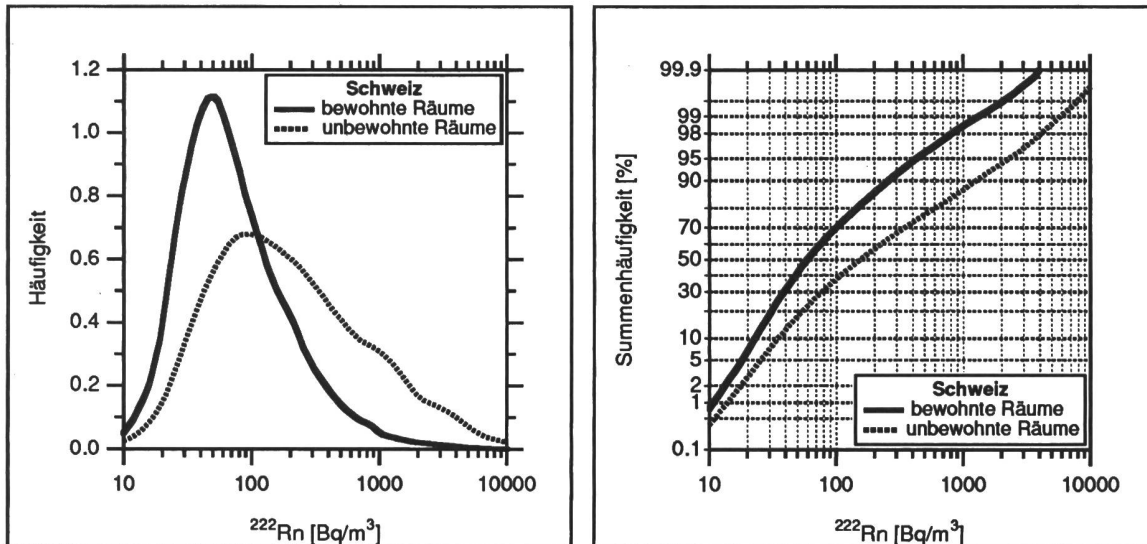 1.2
1.0
0.8
0.6
0.4
0.2
0.0
Häufigkeit
Schweiz
bewohnte Räume
unbewohnte Räume
10
100
1000
10000
²²²Rn [Bq/m³]
99.9
99
98
95
90
70
50
30
10
5
2
1
0.1
Summenhäufigkeit [%]
Schweiz
bewohnte Räume
unbewohnte Räume
10
100
1000
10000
²²²Rn [Bq/m³]